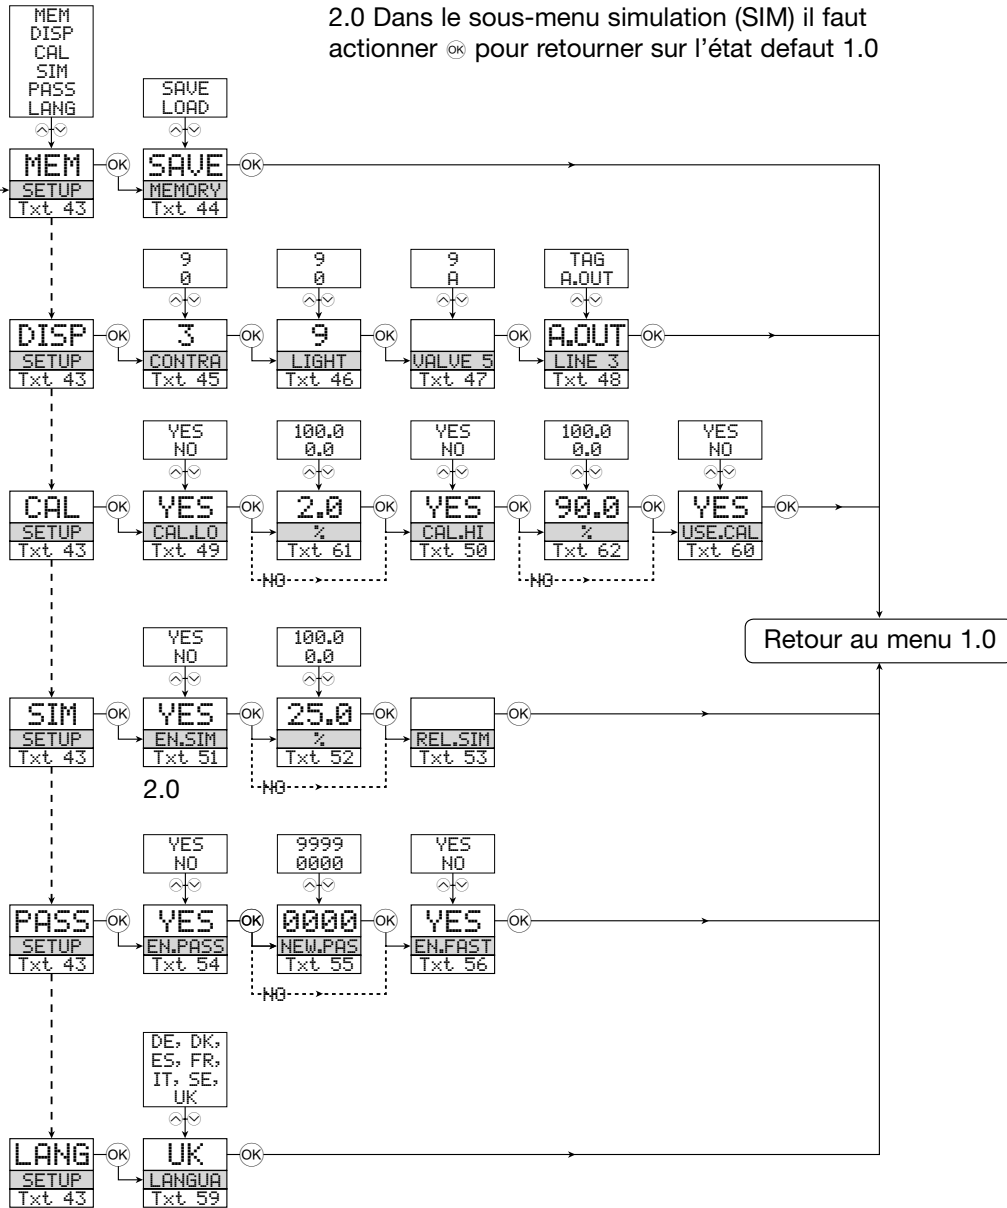 2.0 Dans le sous-menu simulation (SIM) il faut
actionner OK pour retourner sur l'état defaut 1.0
MEM
DISP
CAL
SIM
PASS
LANG
SAVE
LOAD
MEM OK SAVE OK
SETUP MEMORY
Txt 43 Txt 44
9 9 9 TAG
0 0 A A.OUT
DISP OK 3 OK 9 OK OK A.OUT OK
SETUP CONTRA LIGHT VALVE 5 LINE 3
Txt 43 Txt 45 Txt 46 Txt 47 Txt 48
YES 100.0 YES 100.0 YES
NO 0.0 NO 0.0 NO
CAL OK YES OK 2.0 OK YES OK 90.0 OK YES OK
SETUP CAL.LO % CAL.HI % USE.CAL
Txt 43 Txt 49 Txt 61 Txt 50 Txt 62 Txt 60
NO NO
Retour au menu 1.0
YES 100.0
NO 0.0
SIM OK YES OK 25.0 OK OK
SETUP EN.SIM % REL.SIM
Txt 43 Txt 51 Txt 52 Txt 53
2.0 NO
YES 9999 YES
NO 0000 NO
PASS OK YES OK 0000 OK YES OK
SETUP EN.PASS NEW.PAS EN.FAST
Txt 43 Txt 54 Txt 55 Txt 56
NO
DE, DK,
ES, FR,
IT, SE,
UK
LANG OK UK OK
SETUP LANGUA
Txt 43 Txt 59